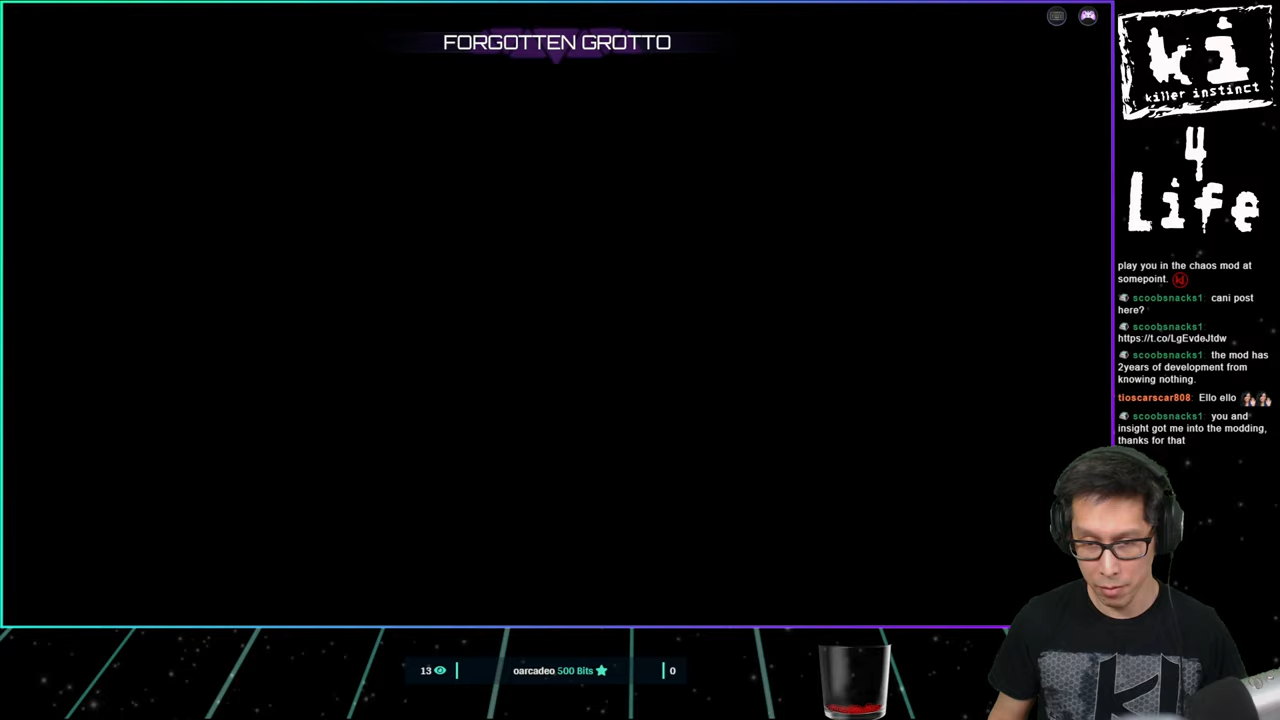 FORGOTTEN GROTTO
ki
killer instinct
4
Life
play you in the chaos mod at
somepoint.
scoobsnacks1: cani post
here?
scoobsnacks1:
https://t.co/LgEvdeJtdw
scoobsnacks1: the mod has
2years of development from
knowing nothing.
tioscarscar808: Ello ello
scoobsnacks1: you and
insight got me into the modding,
thanks for that
13
oarcadeo 500 Bits
0